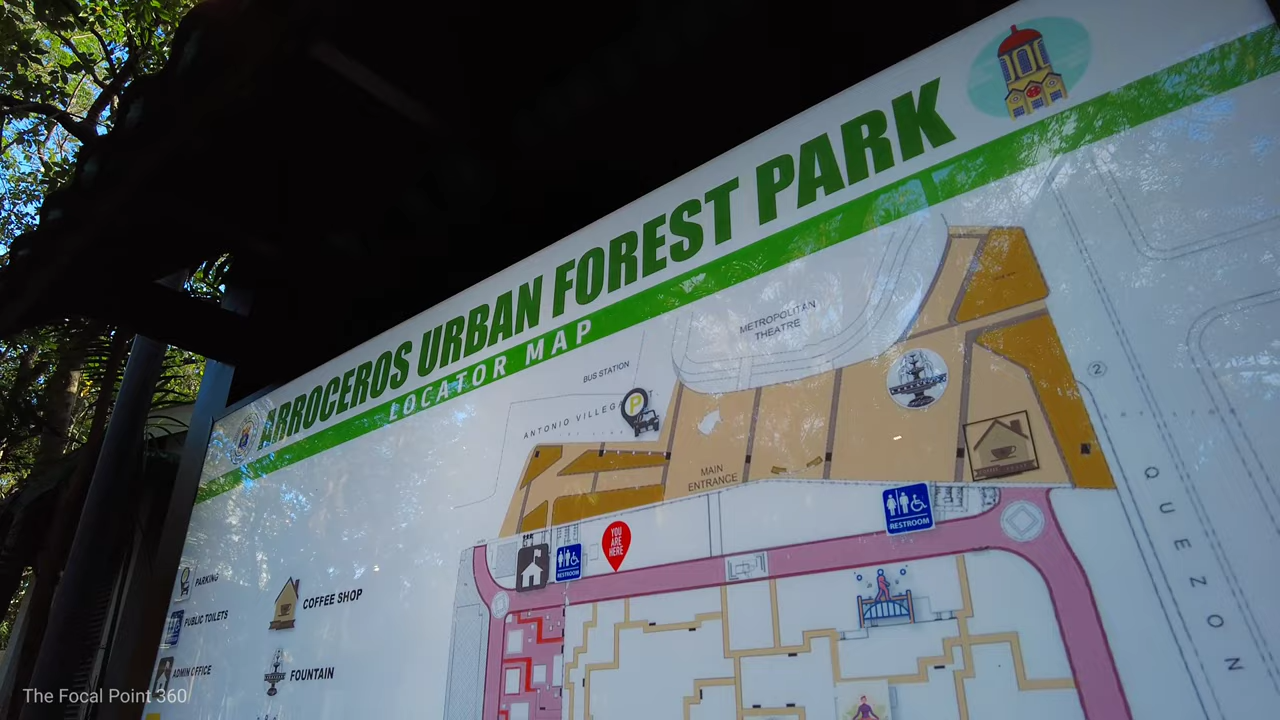 ARROCEROS URBAN FOREST PARK
LOCATOR MAP
METROPOLITAN
THEATRE
BUS STATION
P
ANTONIO VILLEG
MAIN
ENTRANCE
2
QUEZON
RESTROOM
YOU
ARE
HERE
RESTROOM
PARKING
PUBLIC TOILETS
ADMIN OFFICE
COFFEE SHOP
FOUNTAIN
The Focal Point 360